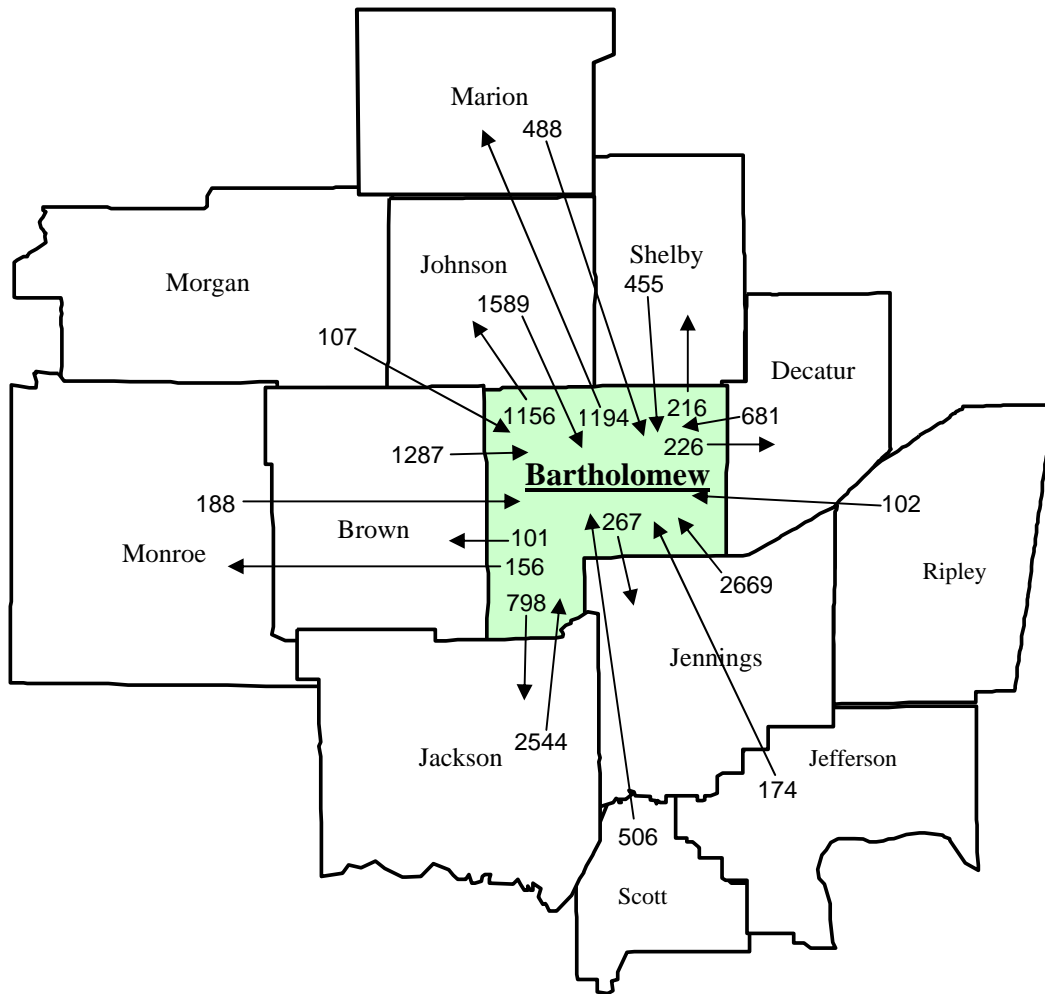 Marion
488
Shelby
Johnson
Morgan
455
1589
107
Decatur
1156
1194
216
681
226
1287
Bartholomew
188
102
267
101
Brown
Monroe
156
Ripley
2669
798
Jennings
2544
Jackson
Jefferson
174
506
Scott